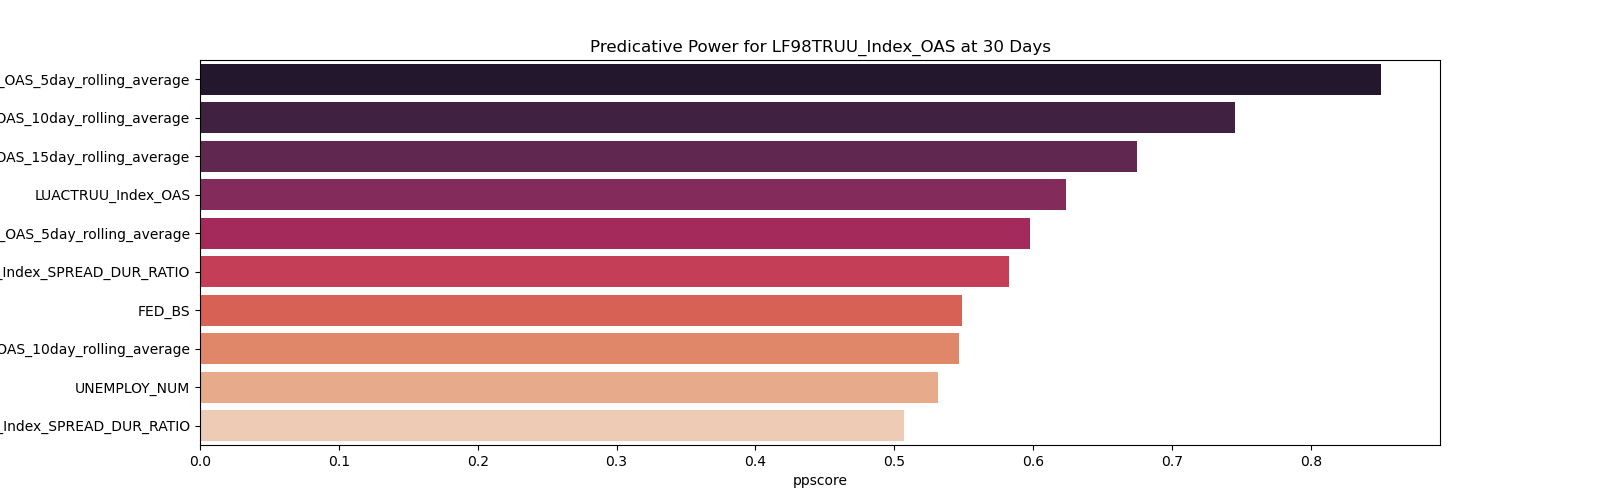 Predicative Power for LF98TRUU_Index_OAS at 30 Days
_OAS_5day_rolling_average
OAS_10day_rolling_average
OAS_15day_rolling_average
LUACTRUU_Index_OAS
_OAS_5day_rolling_average
_Index_SPREAD_DUR_RATIO
FED_BS
OAS_10day_rolling_average
UNEMPLOY_NUM
_Index_SPREAD_DUR_RATIO
0.0 0.1 0.2 0.3 0.4 0.5 0.6 0.7 0.8
ppscore